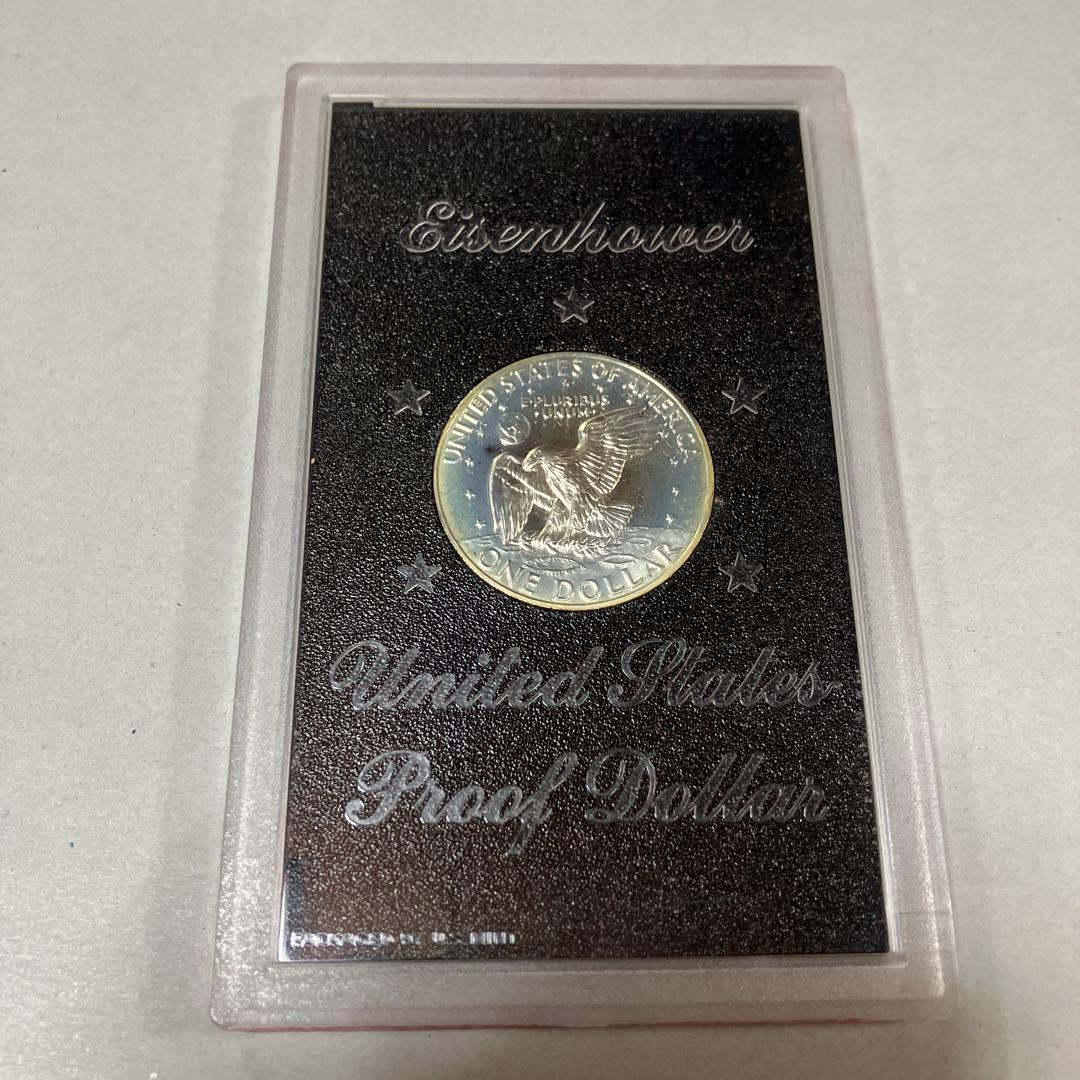 Eisenhower
UNITED STATES OF AMERICA
E PLURIBUS
UNUM
ONE DOLLAR
United States
Proof Dollar
PACKAGED BY U.S. MINT